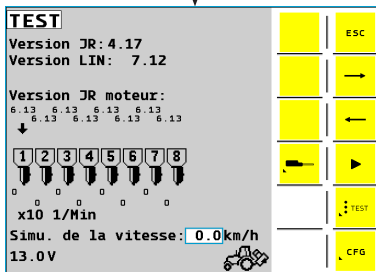 TEST
Version JR: 4.17
Version LIN: 7.12
Version JR moteur:
6.13 6.13 6.13 6.13
6.13 6.13 6.13 6.13
1 2 3 4 5 6 7 8
0 0 0 0
0 0 0 0
x10 1/Min
Simu. de la vitesse: 0.0 km/h
13.0V
ESC
TEST
CFG